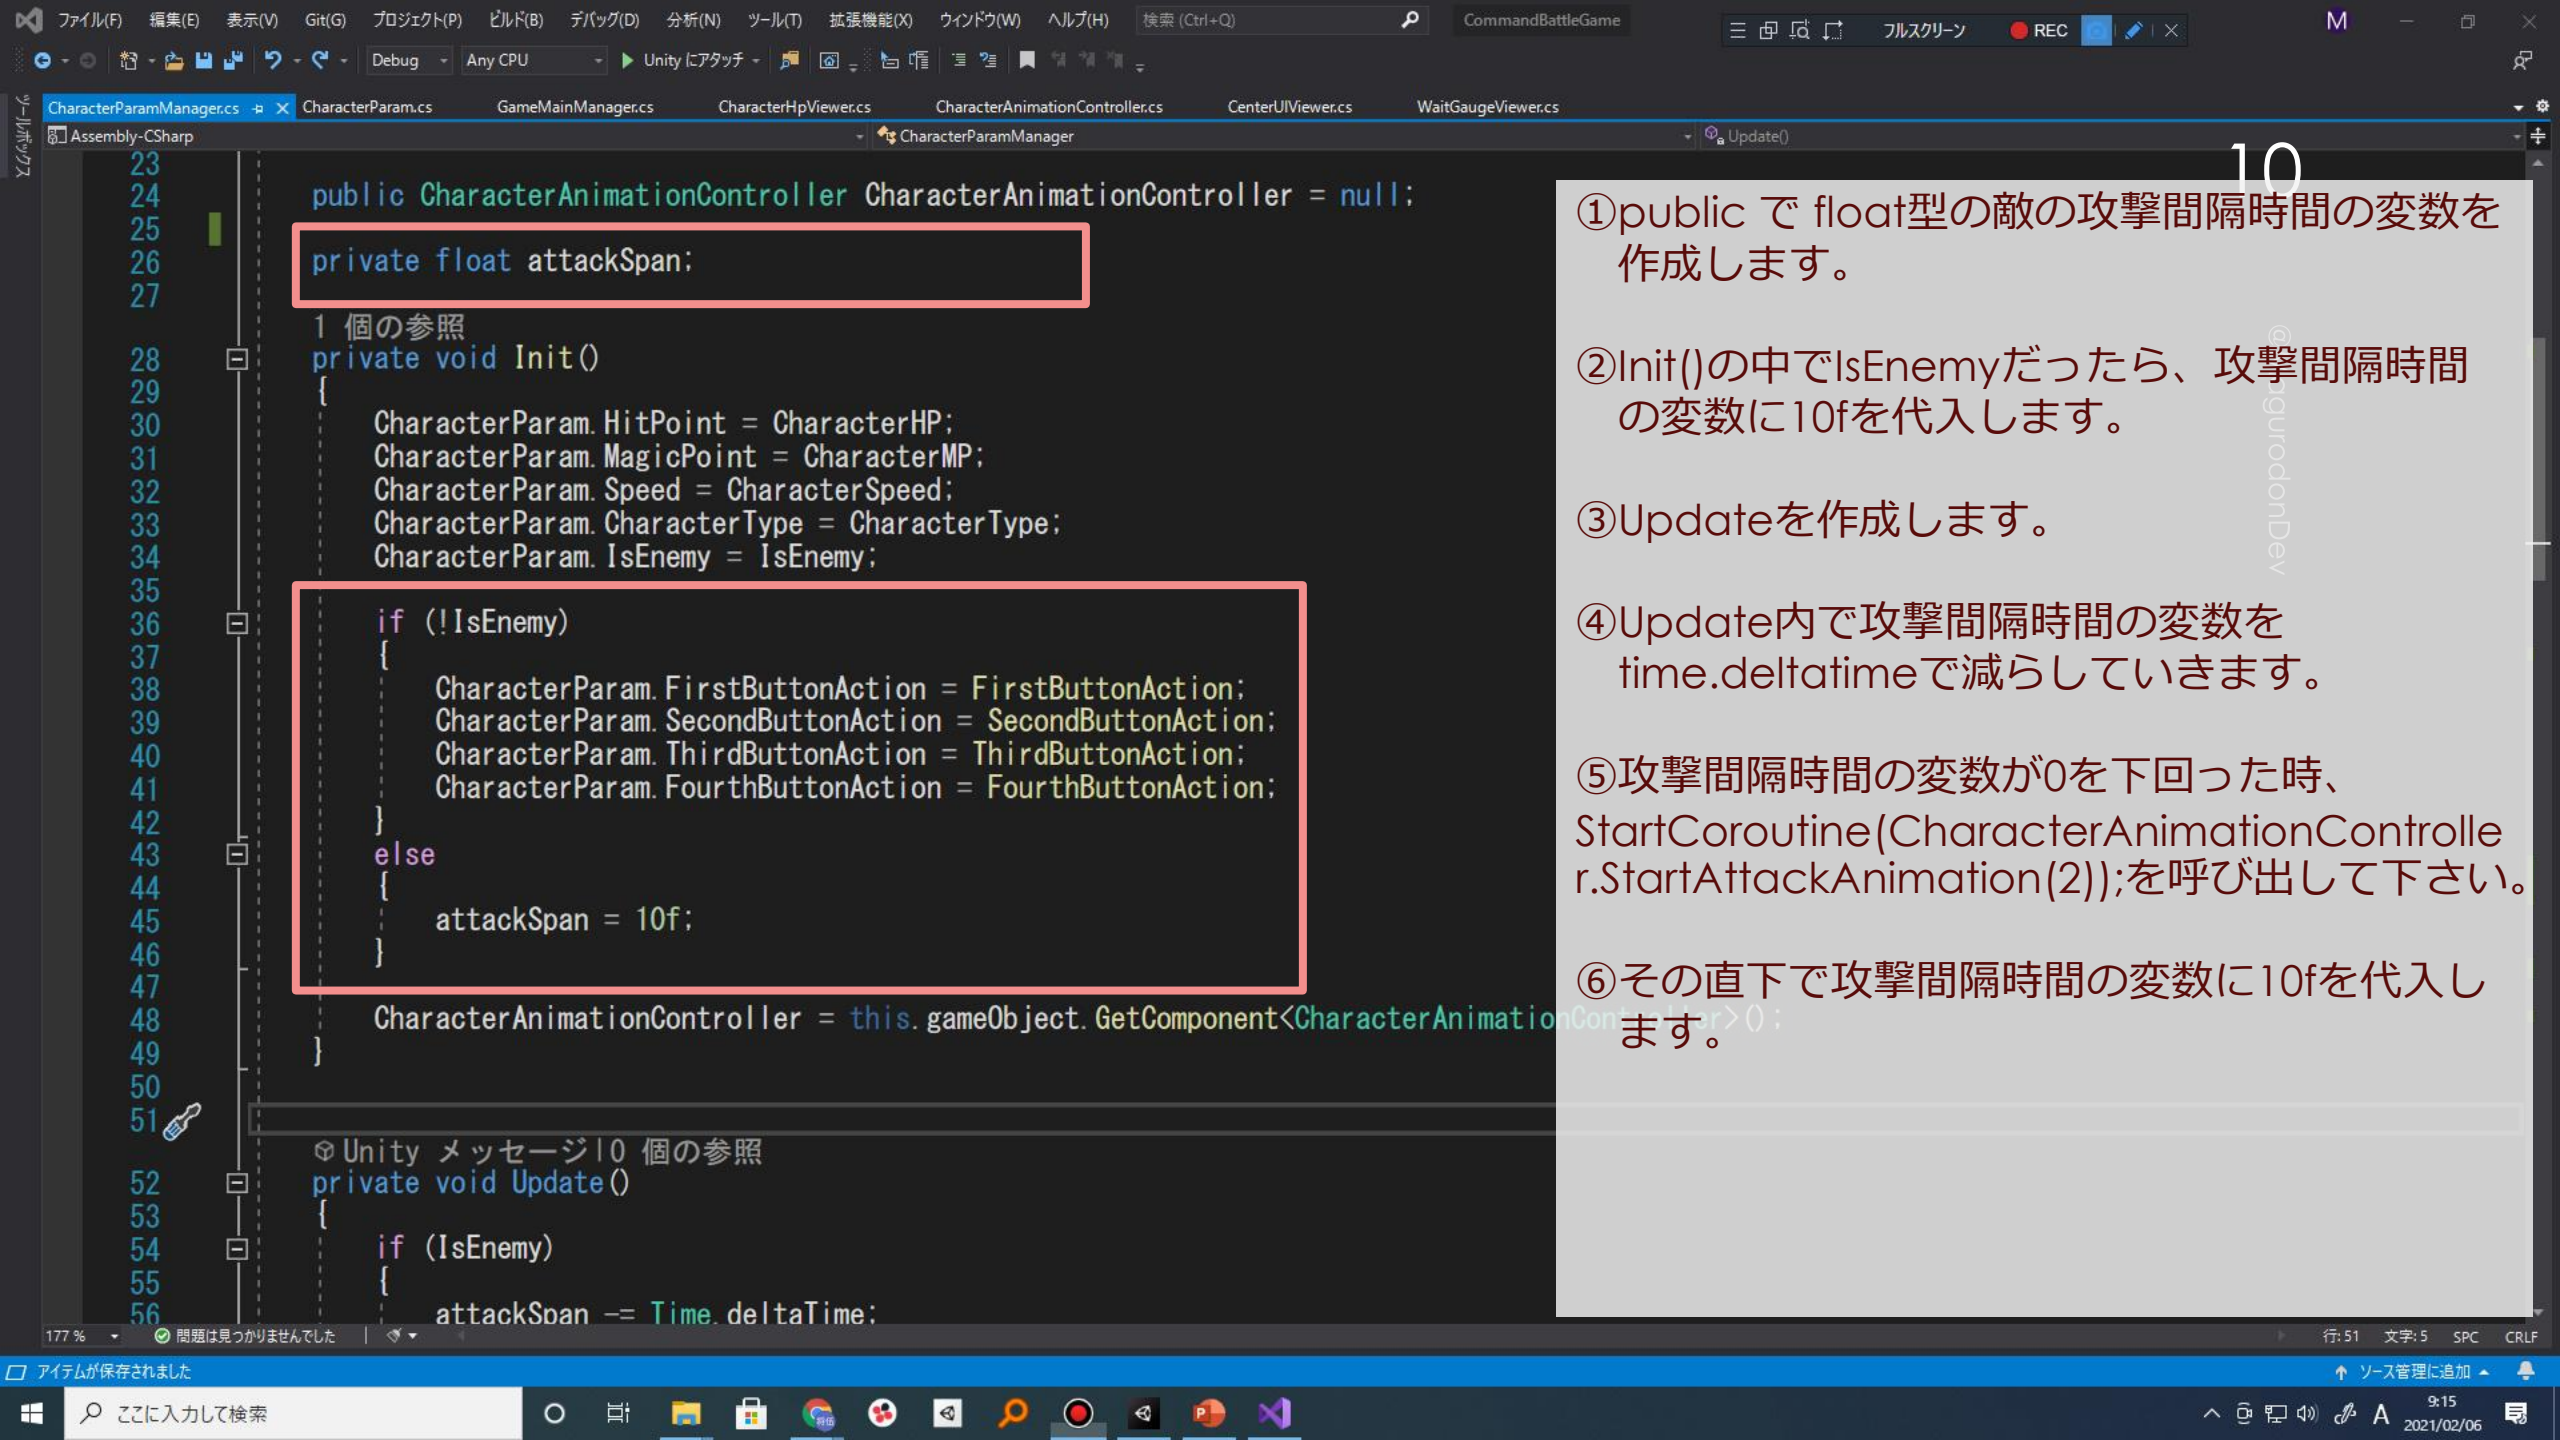 ファイル(F) 編集(E) 表示(V) Git(G) プロジェクト(P) ビルド(B) デバッグ(D) 分析(N) ツール(T) 拡張機能(X) ウィンドウ(W) ヘルプ(H) 検索 (Ctrl+Q) CommandBattleGame フルスクリーン REC M
Debug Any CPU Unity にアタッチ
ツールボックス
CharacterParamManager.cs CharacterParam.cs GameMainManager.cs CharacterHpViewer.cs CharacterAnimationController.cs CenterUIViewer.cs WaitGaugeViewer.cs
Assembly-CSharp CharacterParamManager Update()
23
24 public CharacterAnimationController CharacterAnimationController = null;
25
26 private float attackSpan;
27
1 個の参照
28 private void Init()
29 {
30 CharacterParam.HitPoint = CharacterHP;
31 CharacterParam.MagicPoint = CharacterMP;
32 CharacterParam.Speed = CharacterSpeed;
33 CharacterParam.CharacterType = CharacterType;
34 CharacterParam.IsEnemy = IsEnemy;
35
36 if (!IsEnemy)
37 {
38 CharacterParam.FirstButtonAction = FirstButtonAction;
39 CharacterParam.SecondButtonAction = SecondButtonAction;
40 CharacterParam.ThirdButtonAction = ThirdButtonAction;
41 CharacterParam.FourthButtonAction = FourthButtonAction;
42 }
43 else
44 {
45 attackSpan = 10f;
46 }
47
48 CharacterAnimationController = this.gameObject.GetComponent<CharacterAnimationController>();
49 }
50
51
Unity メッセージ|0 個の参照
52 private void Update()
53 {
54 if (IsEnemy)
55 {
56 attackSpan -= Time.deltaTime;
10
①public で float型の敵の攻撃間隔時間の変数を
作成します。
②Init()の中でIsEnemyだったら、攻撃間隔時間
の変数に10fを代入します。
③Updateを作成します。
④Update内で攻撃間隔時間の変数を
time.deltatimeで減らしていきます。
⑤攻撃間隔時間の変数が0を下回った時、
StartCoroutine(CharacterAnimationControlle
r.StartAttackAnimation(2));を呼び出して下さい。
⑥その直下で攻撃間隔時間の変数に10fを代入し
ます。
177 % 問題は見つかりませんでした 行: 51 文字: 5 SPC CRLF
アイテムが保存されました ソース管理に追加
ここに入力して検索 A 9:15
2021/02/06